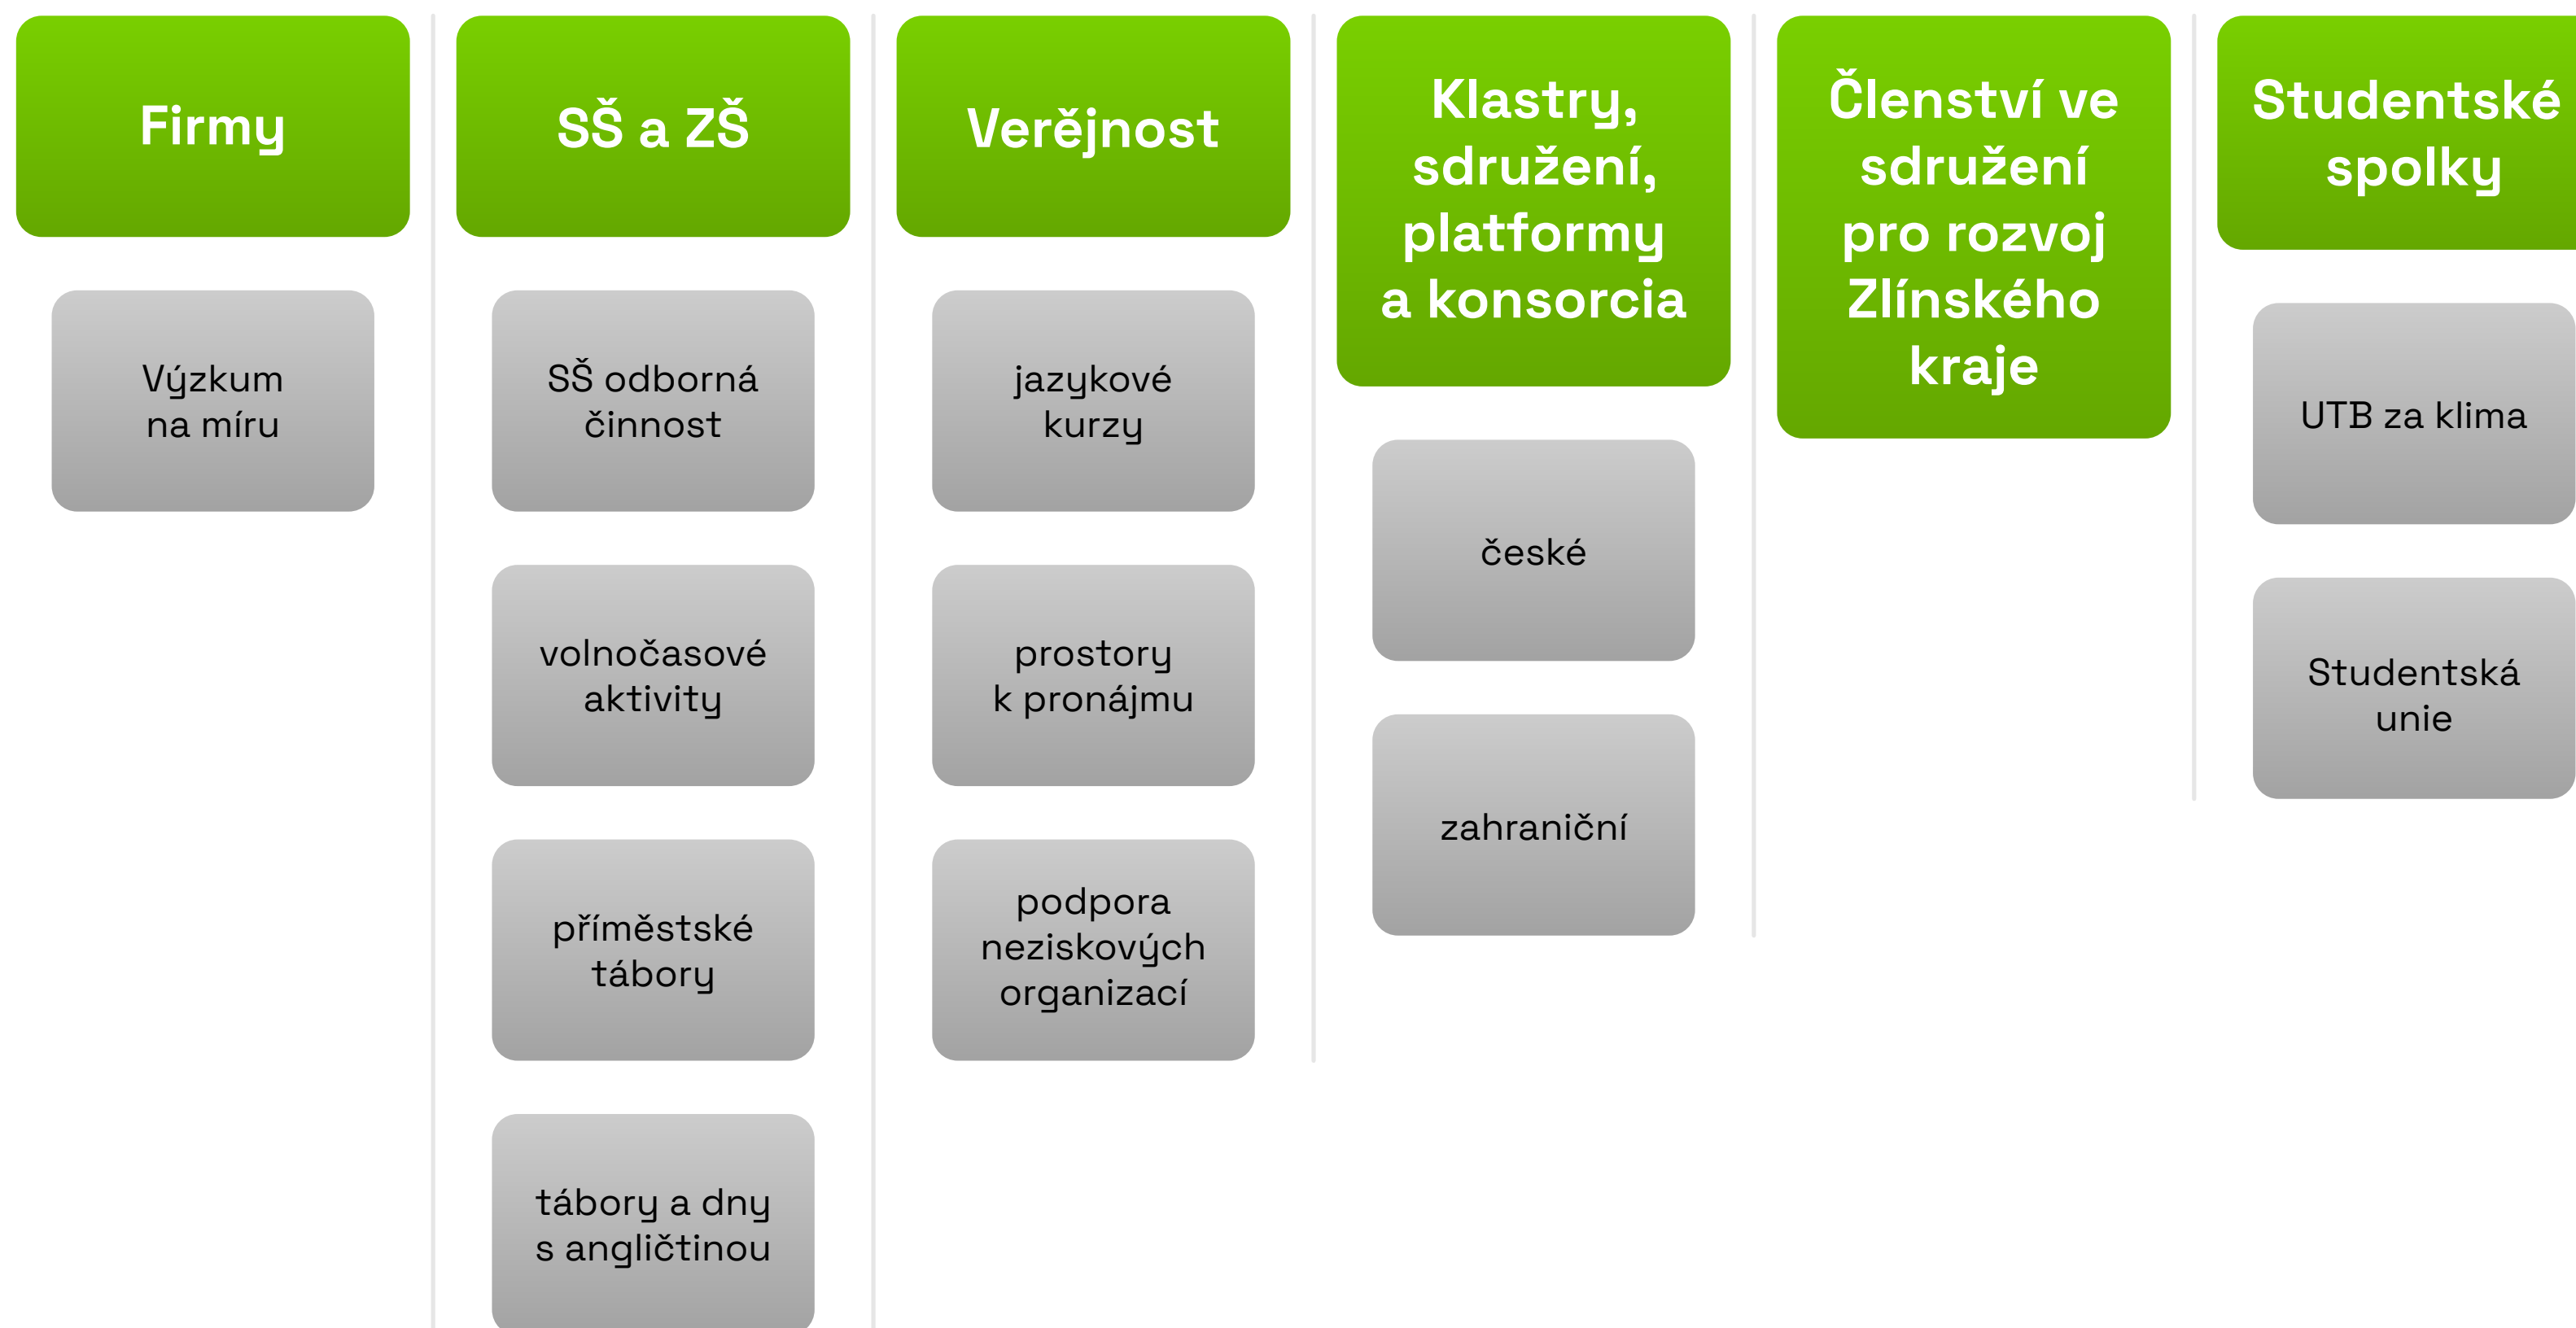 Firmy
Výzkum
na míru
SŠ a ZŠ
SŠ odborná
činnost
volnočasové
aktivity
příměstské
tábory
tábory a dny
s angličtinou
Verějnost
jazykové
kurzy
prostory
k pronájmu
podpora
neziskových
organizací
Klastry,
sdružení,
platformy
a konsorcia
české
zahraniční
Členství ve
sdružení
pro rozvoj
Zlínského
kraje
Studentské
spolky
UTB za klima
Studentská
unie